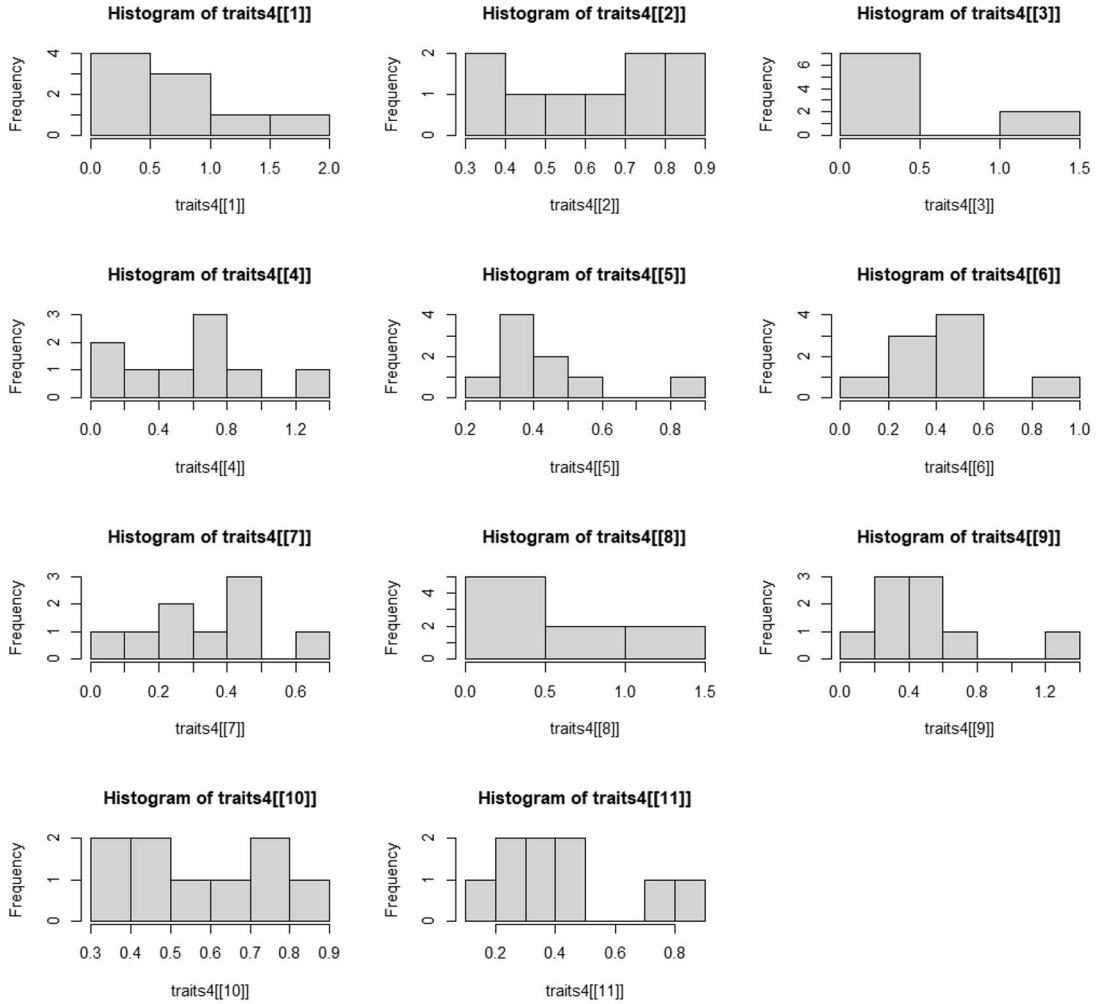 Histogram of traits4[[1]]
Frequency
0 2 4
0.0 0.5 1.0 1.5 2.0
traits4[[1]]
Histogram of traits4[[2]]
Frequency
0 1 2
0.3 0.4 0.5 0.6 0.7 0.8 0.9
traits4[[2]]
Histogram of traits4[[3]]
Frequency
0 2 4 6
0.0 0.5 1.0 1.5
traits4[[3]]
Histogram of traits4[[4]]
Frequency
0 1 2 3
0.0 0.4 0.8 1.2
traits4[[4]]
Histogram of traits4[[5]]
Frequency
0 2 4
0.2 0.4 0.6 0.8
traits4[[5]]
Histogram of traits4[[6]]
Frequency
0 2 4
0.0 0.2 0.4 0.6 0.8 1.0
traits4[[6]]
Histogram of traits4[[7]]
Frequency
0 1 2 3
0.0 0.2 0.4 0.6
traits4[[7]]
Histogram of traits4[[8]]
Frequency
0 2 4
0.0 0.5 1.0 1.5
traits4[[8]]
Histogram of traits4[[9]]
Frequency
0 1 2 3
0.0 0.4 0.8 1.2
traits4[[9]]
Histogram of traits4[[10]]
Frequency
0 1 2
0.3 0.4 0.5 0.6 0.7 0.8 0.9
traits4[[10]]
Histogram of traits4[[11]]
Frequency
0 1 2
0.2 0.4 0.6 0.8
traits4[[11]]